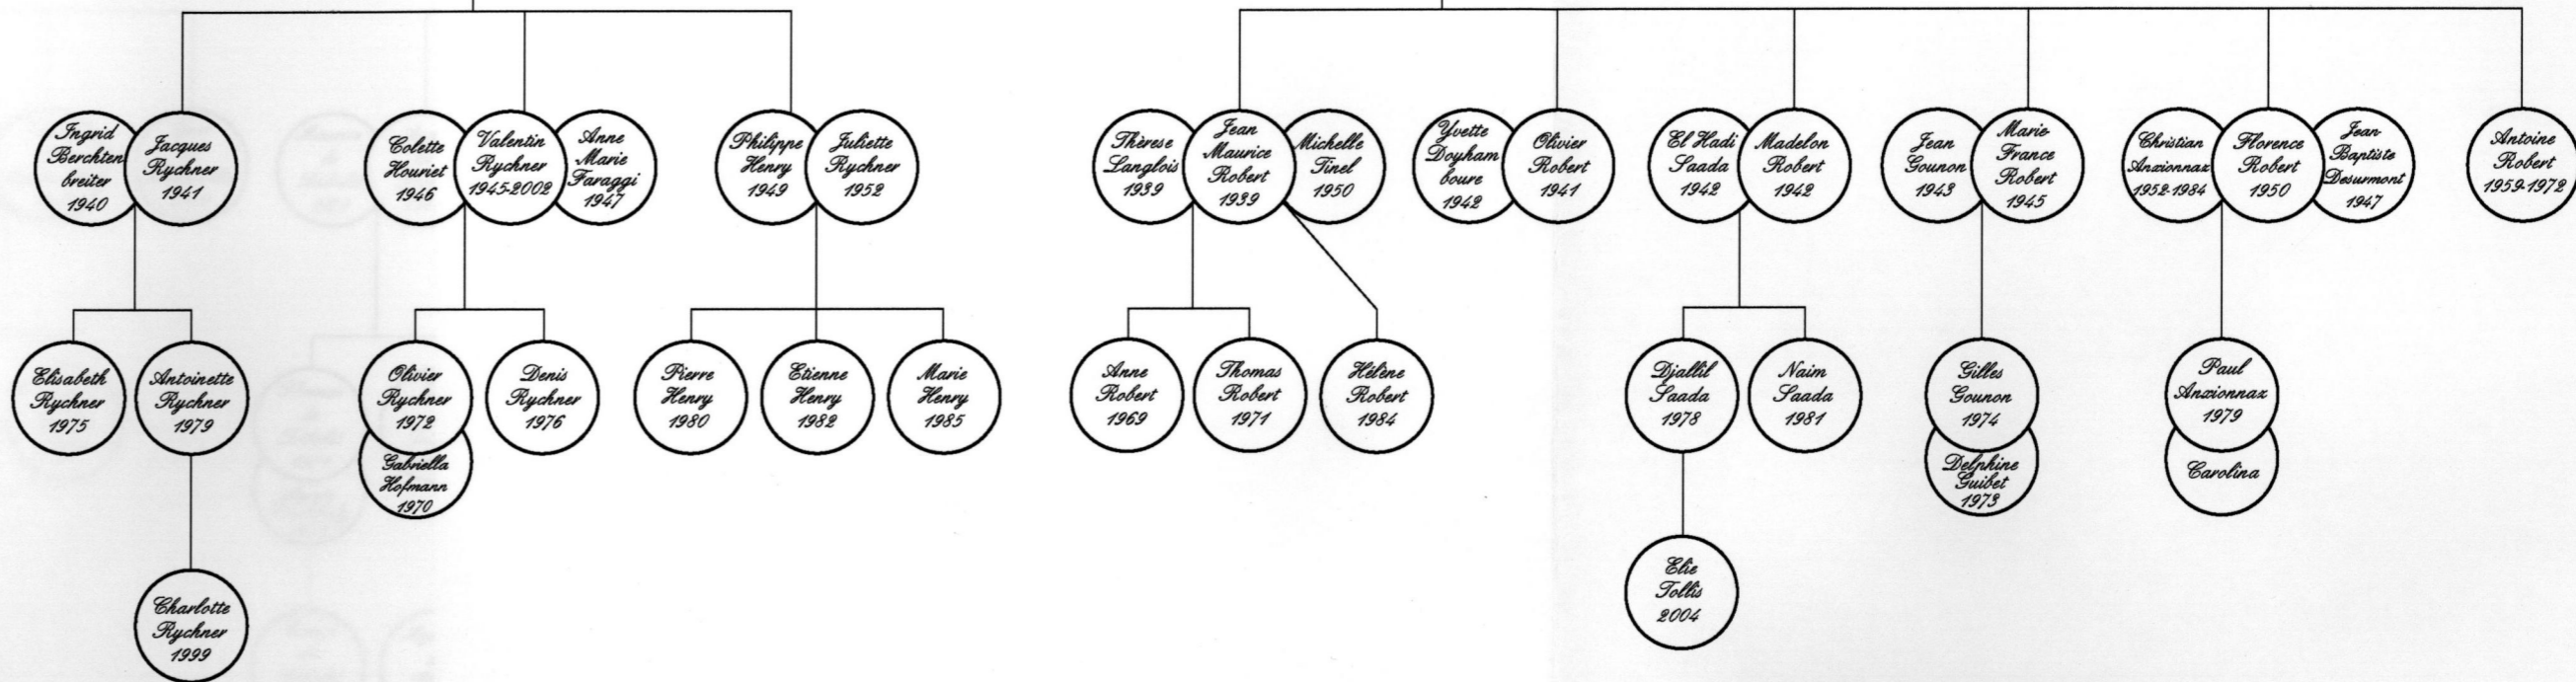 Ingrid
Berchten
breiter
1940
Jacques
Rychner
1941
Colette
Houriet
1946
Valentin
Rychner
1945-2002
Anne
Marie
Faraggi
1947
Philippe
Henry
1949
Juliette
Rychner
1952
Thèrese
Langlois
1939
Jean
Maurice
Robert
1939
Michelle
Tinel
1950
Yvette
Doyham
boure
1942
Olivier
Robert
1941
El Hadi
Saada
1942
Madelon
Robert
1942
Jean
Gounon
1943
Marie
France
Robert
1945
Christian
Anxionnaz
1952-1984
Florence
Robert
1950
Jean
Baptiste
Desurmont
1947
Antoine
Robert
1959-1972
Elisabeth
Rychner
1975
Antoinette
Rychner
1979
Olivier
Rychner
1972
Gabriella
Hofmann
1970
Denis
Rychner
1976
Pierre
Henry
1980
Etienne
Henry
1982
Marie
Henry
1985
Anne
Robert
1969
Thomas
Robert
1971
Hélène
Robert
1984
Djallil
Saada
1978
Naim
Saada
1981
Gilles
Gounon
1974
Delphine
Guibet
1973
Paul
Anxionnaz
1979
Carolina
Charlotte
Rychner
1999
Elie
Tollis
2004